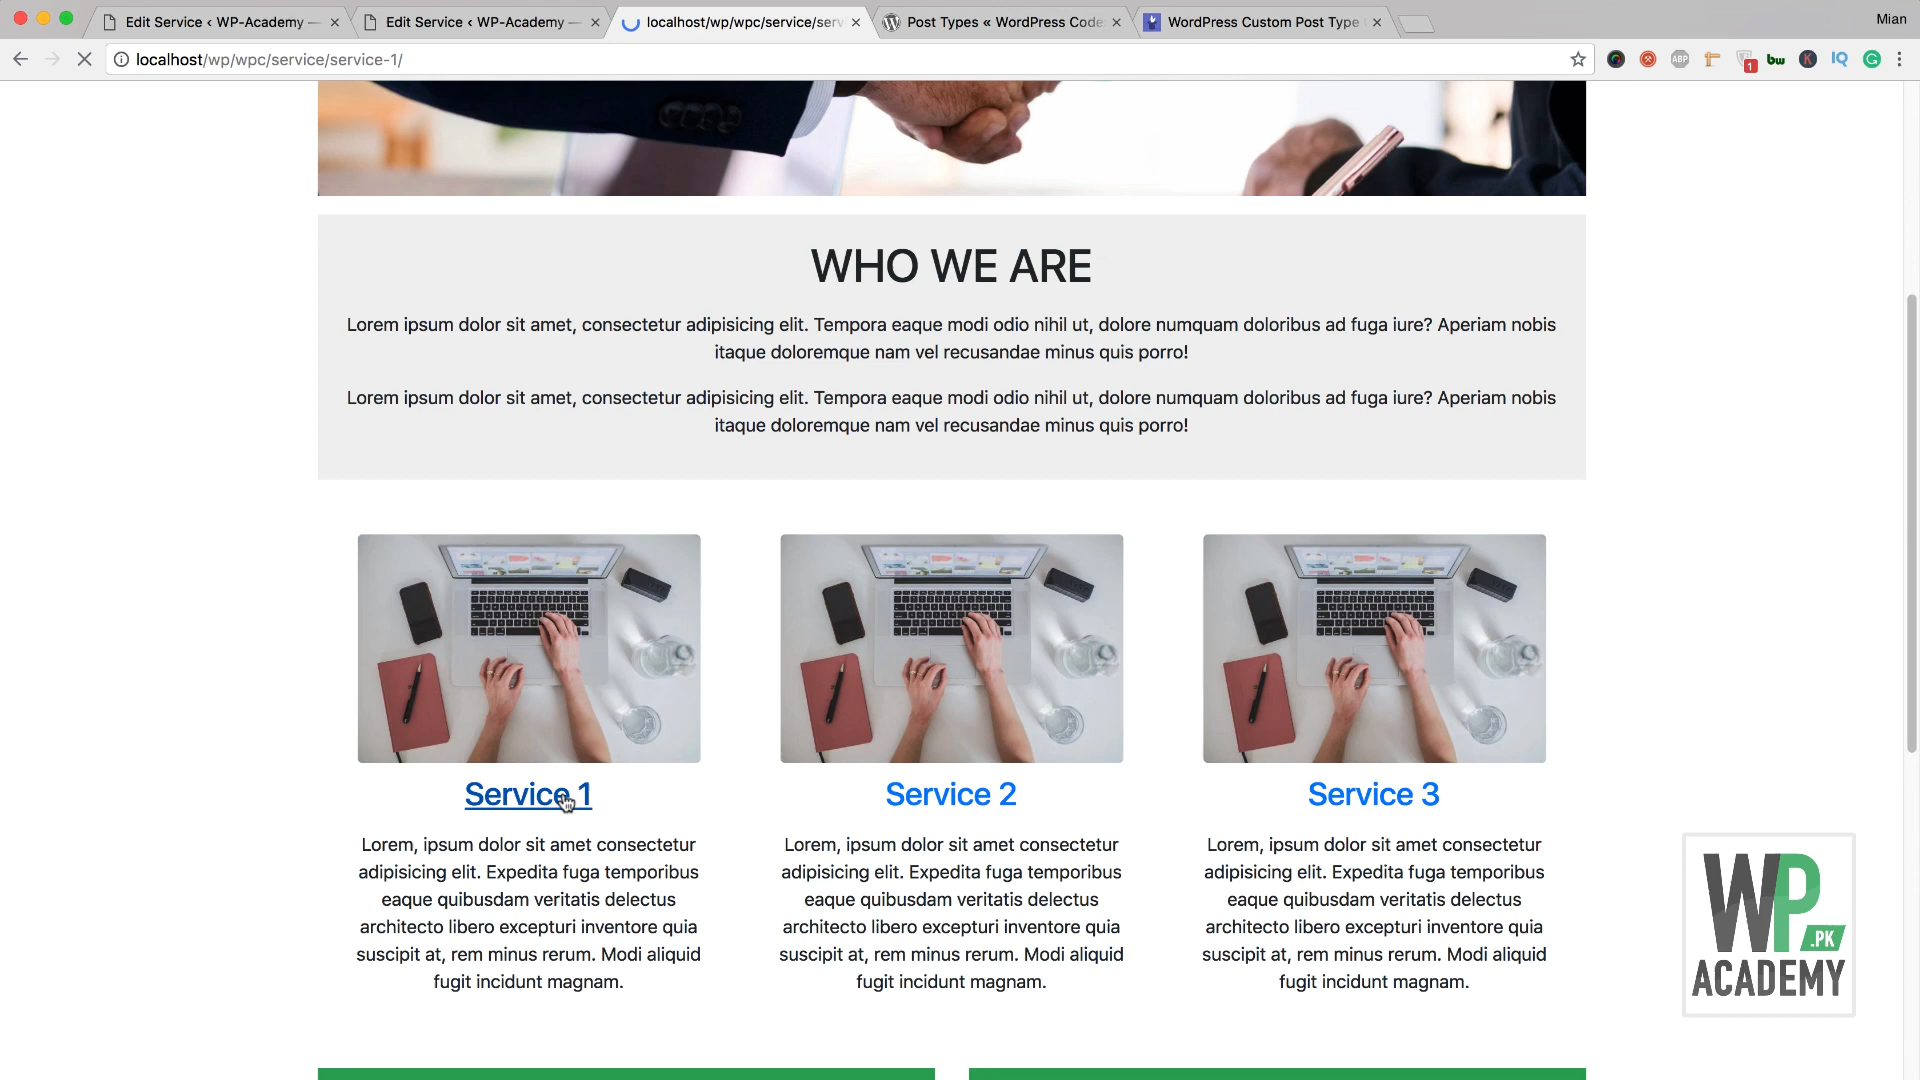 Edit Service ‹ WP-Academy —
Edit Service ‹ WP-Academy —
localhost/wp/wpc/service/serv
Post Types « WordPress Code
WordPress Custom Post Type
Mian
localhost/wp/wpc/service/service-1/
ABP
1
bw
K
IQ
G
WHO WE ARE
Lorem ipsum dolor sit amet, consectetur adipisicing elit. Tempora eaque modi odio nihil ut, dolore numquam doloribus ad fuga iure? Aperiam nobis
itaque doloremque nam vel recusandae minus quis porro!
Lorem ipsum dolor sit amet, consectetur adipisicing elit. Tempora eaque modi odio nihil ut, dolore numquam doloribus ad fuga iure? Aperiam nobis
itaque doloremque nam vel recusandae minus quis porro!
Service 1
Lorem, ipsum dolor sit amet consectetur
adipisicing elit. Expedita fuga temporibus
eaque quibusdam veritatis delectus
architecto libero excepturi inventore quia
suscipit at, rem minus rerum. Modi aliquid
fugit incidunt magnam.
Service 2
Lorem, ipsum dolor sit amet consectetur
adipisicing elit. Expedita fuga temporibus
eaque quibusdam veritatis delectus
architecto libero excepturi inventore quia
suscipit at, rem minus rerum. Modi aliquid
fugit incidunt magnam.
Service 3
Lorem, ipsum dolor sit amet consectetur
adipisicing elit. Expedita fuga temporibus
eaque quibusdam veritatis delectus
architecto libero excepturi inventore quia
suscipit at, rem minus rerum. Modi aliquid
fugit incidunt magnam.
WP
.PK
ACADEMY